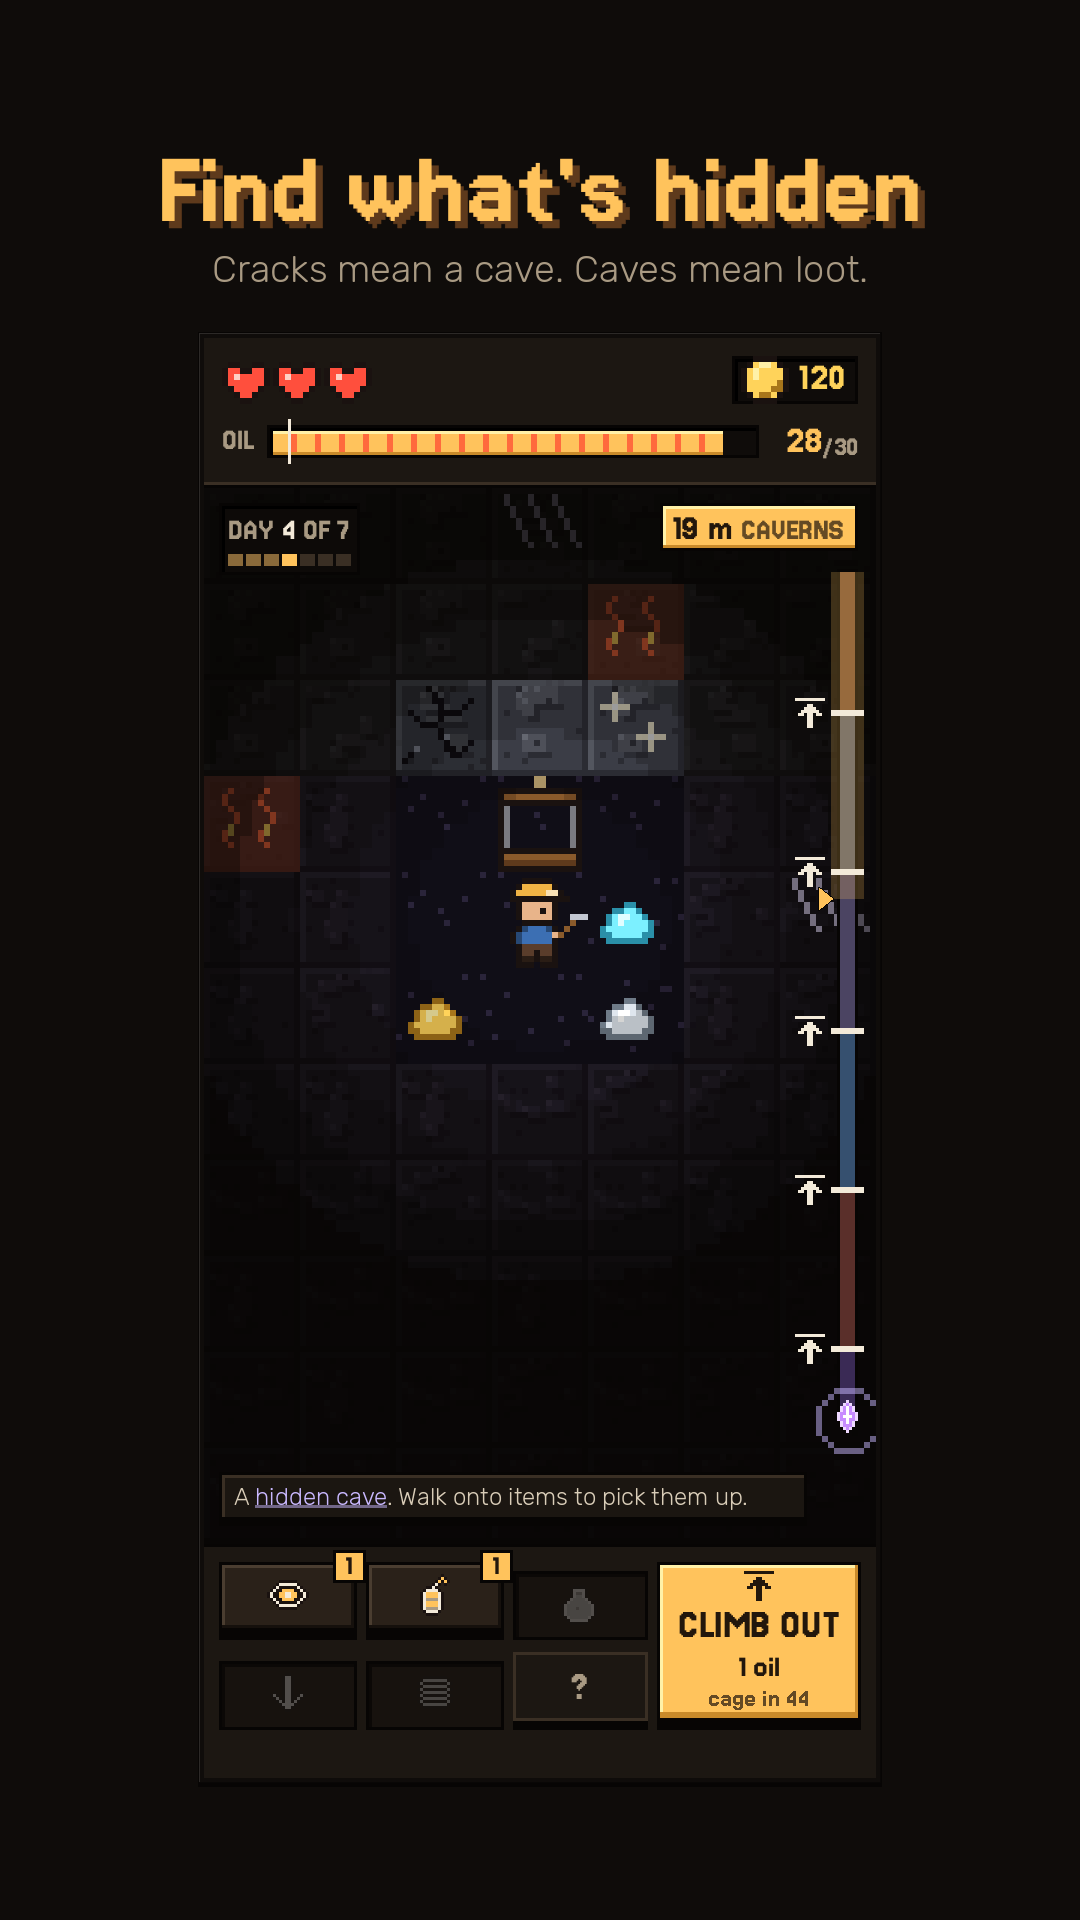 Find what's hidden
Cracks mean a cave. Caves mean loot.
120
OIL
28/30
DAY 4 OF 7
19 m CAVERNS
A hidden cave. Walk onto items to pick them up.
1
1
CLIMB OUT
1 oil
cage in 44
?